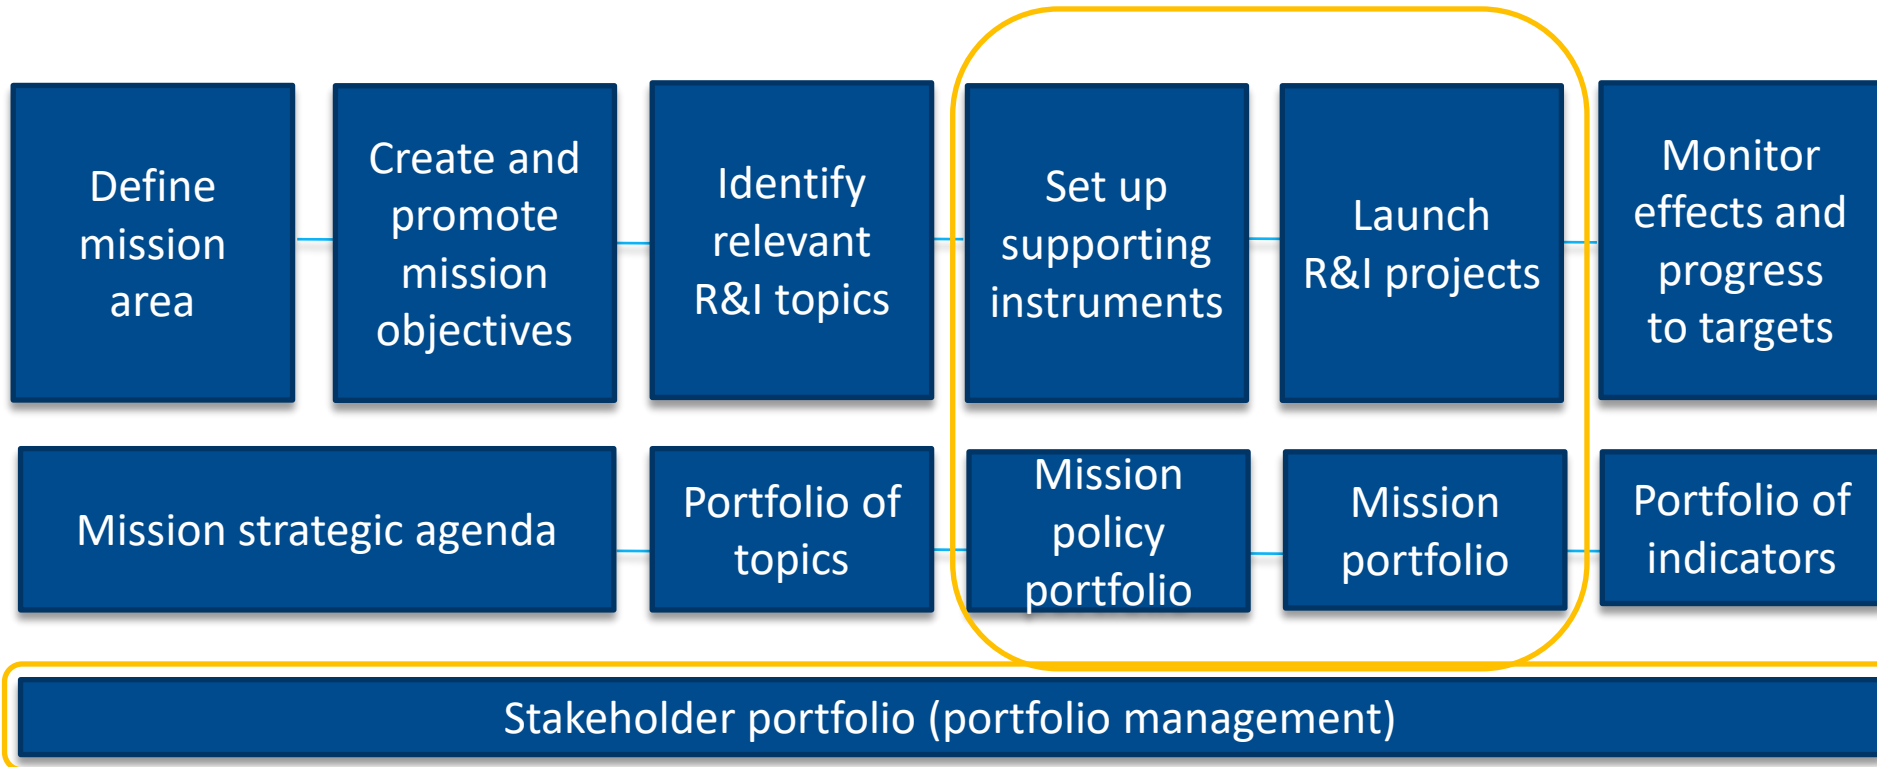 Define
mission
area
Create and
promote
mission
objectives
Identify
relevant
R&I topics
Set up
supporting
instruments
Launch
R&I projects
Monitor
effects and
progress
to targets
Mission strategic agenda
Portfolio of
topics
Mission
policy
portfolio
Mission
portfolio
Portfolio of
indicators
Stakeholder portfolio (portfolio management)